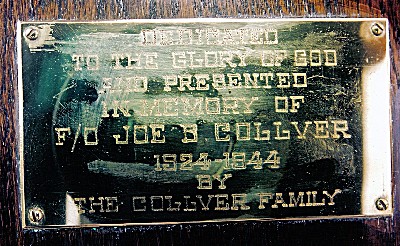 DEDICATED
TO THE GLORY OF GOD
AND PRESENTED
IN MEMORY OF
F/O JOE B COLLVER
1924-1944
BY
THE COLLVER FAMILY